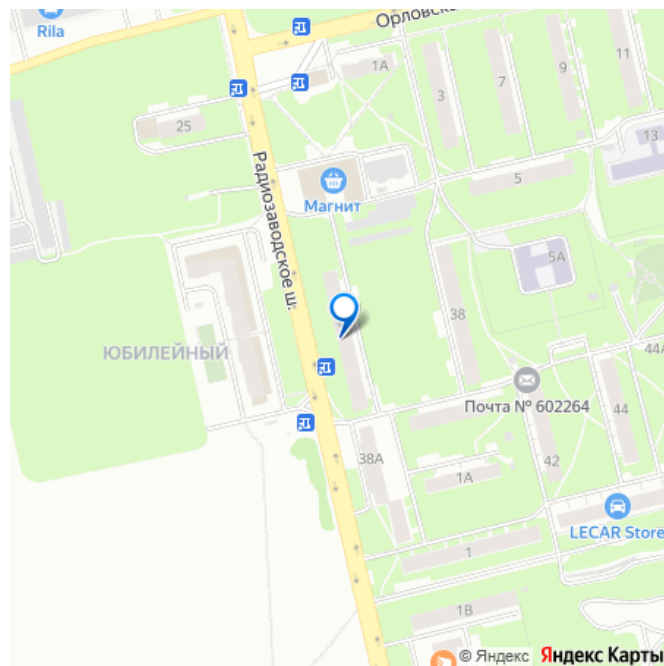 Rila
Орловска
1А
3
7
9
11
25
13
Радиозаводское ш.
5
Магнит
5А
38
ЮБИЛЕЙНЫЙ
44А
Почта № 602264
44
38А
42
1А
LECAR Store
1
1В
© Яндекс Яндекс Карты